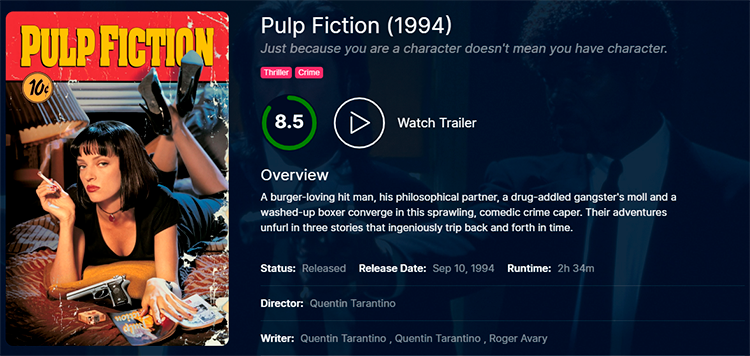 PULP FICTION
10¢
Pulp Fiction (1994)
Just because you are a character doesn't mean you have character.
Thriller Crime
8.5 Watch Trailer
Overview
A burger-loving hit man, his philosophical partner, a drug-addled gangster's moll and a
washed-up boxer converge in this sprawling, comedic crime caper. Their adventures
unfurl in three stories that ingeniously trip back and forth in time.
Status: Released Release Date: Sep 10, 1994 Runtime: 2h 34m
Director: Quentin Tarantino
Writer: Quentin Tarantino , Quentin Tarantino , Roger Avary